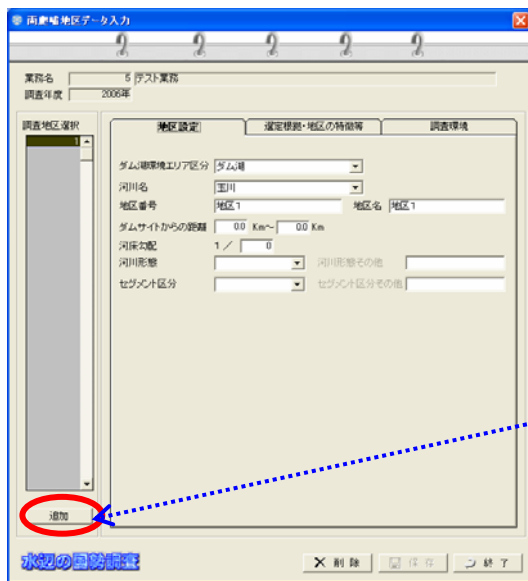 両爬哺地区データ入力
業務名 5 テスト業務
調査年度 2006年
調査地区選択
1
地区設定 選定根拠・地区の特徴等 調査環境
ダム湖環境エリア区分 ダム湖
河川名 玉川
地区番号 地区1 地区名 地区1
ダムサイトからの距離 0.0 Km～ 0.0 Km
河床勾配 1／ 0
河川形態 河川形態その他
セグメント区分 セグメント区分その他
追加
水辺の国勢調査
削除 保存 終了